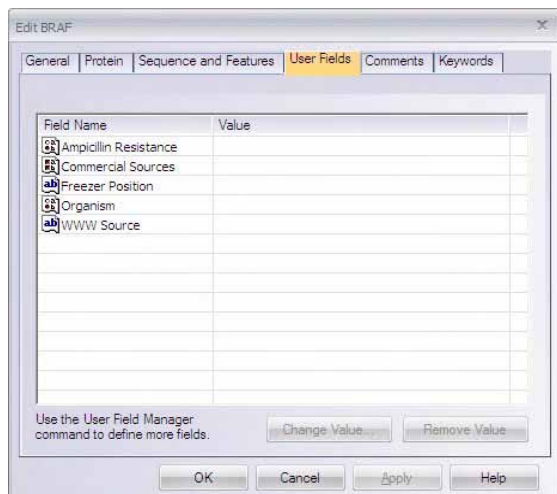 Edit BRAF
General Protein Sequence and Features User Fields Comments Keywords
Field Name Value
Ampicillin Resistance
Commercial Sources
ab Freezer Position
Organism
ab WWW Source
Use the User Field Manager
command to define more fields.
Change Value... Remove Value
OK Cancel Apply Help